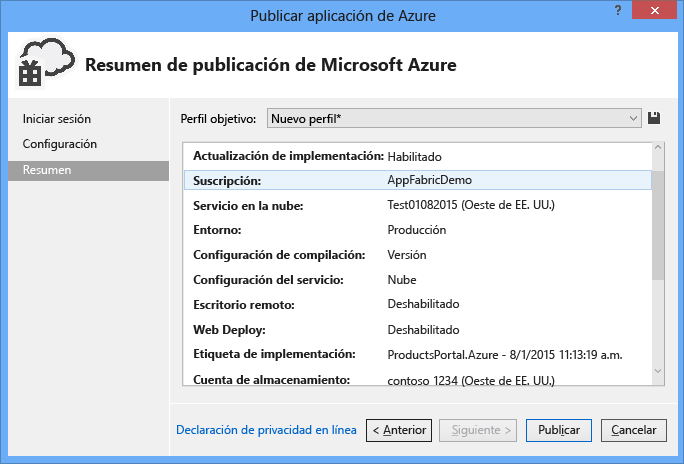 Publicar aplicación de Azure
?
Resumen de publicación de Microsoft Azure
Iniciar sesión
Configuración
Resumen
Perfil objetivo: Nuevo perfil*
Actualización de implementación: Habilitado
Suscripción: AppFabricDemo
Servicio en la nube: Test01082015 (Oeste de EE. UU.)
Entorno: Producción
Configuración de compilación: Versión
Configuración del servicio: Nube
Escritorio remoto: Deshabilitado
Web Deploy: Deshabilitado
Etiqueta de implementación: ProductsPortal.Azure - 8/1/2015 11:13:19 a.m.
Cuenta de almacenamiento: contoso 1234 (Oeste de EE. UU.)
Declaración de privacidad en línea < Anterior Siguiente > Publicar Cancelar